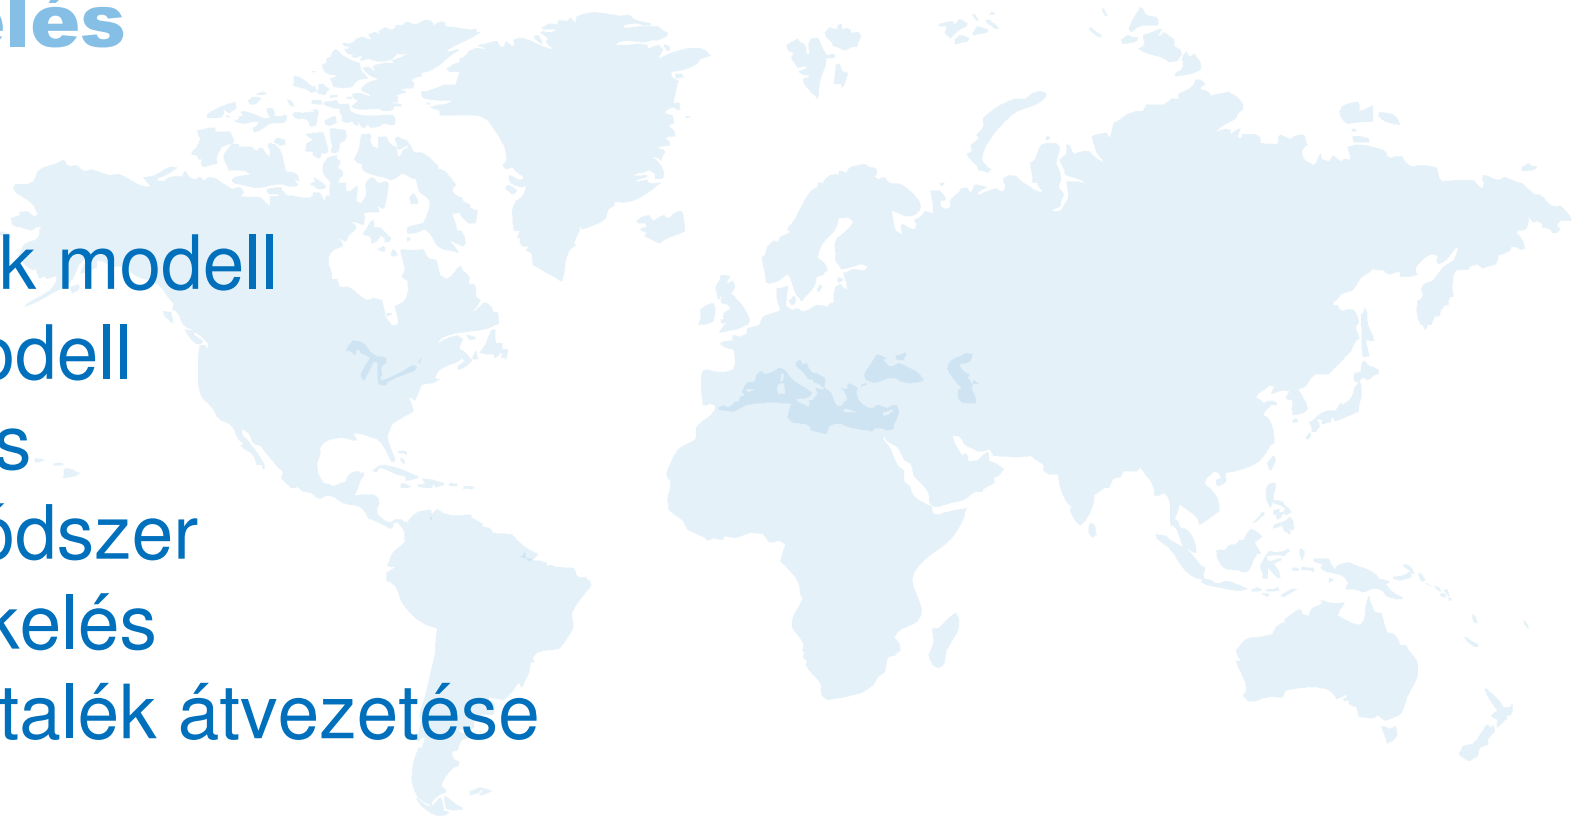 elés
k modell
odell
s
ódszer
kelés
talék átvezetése